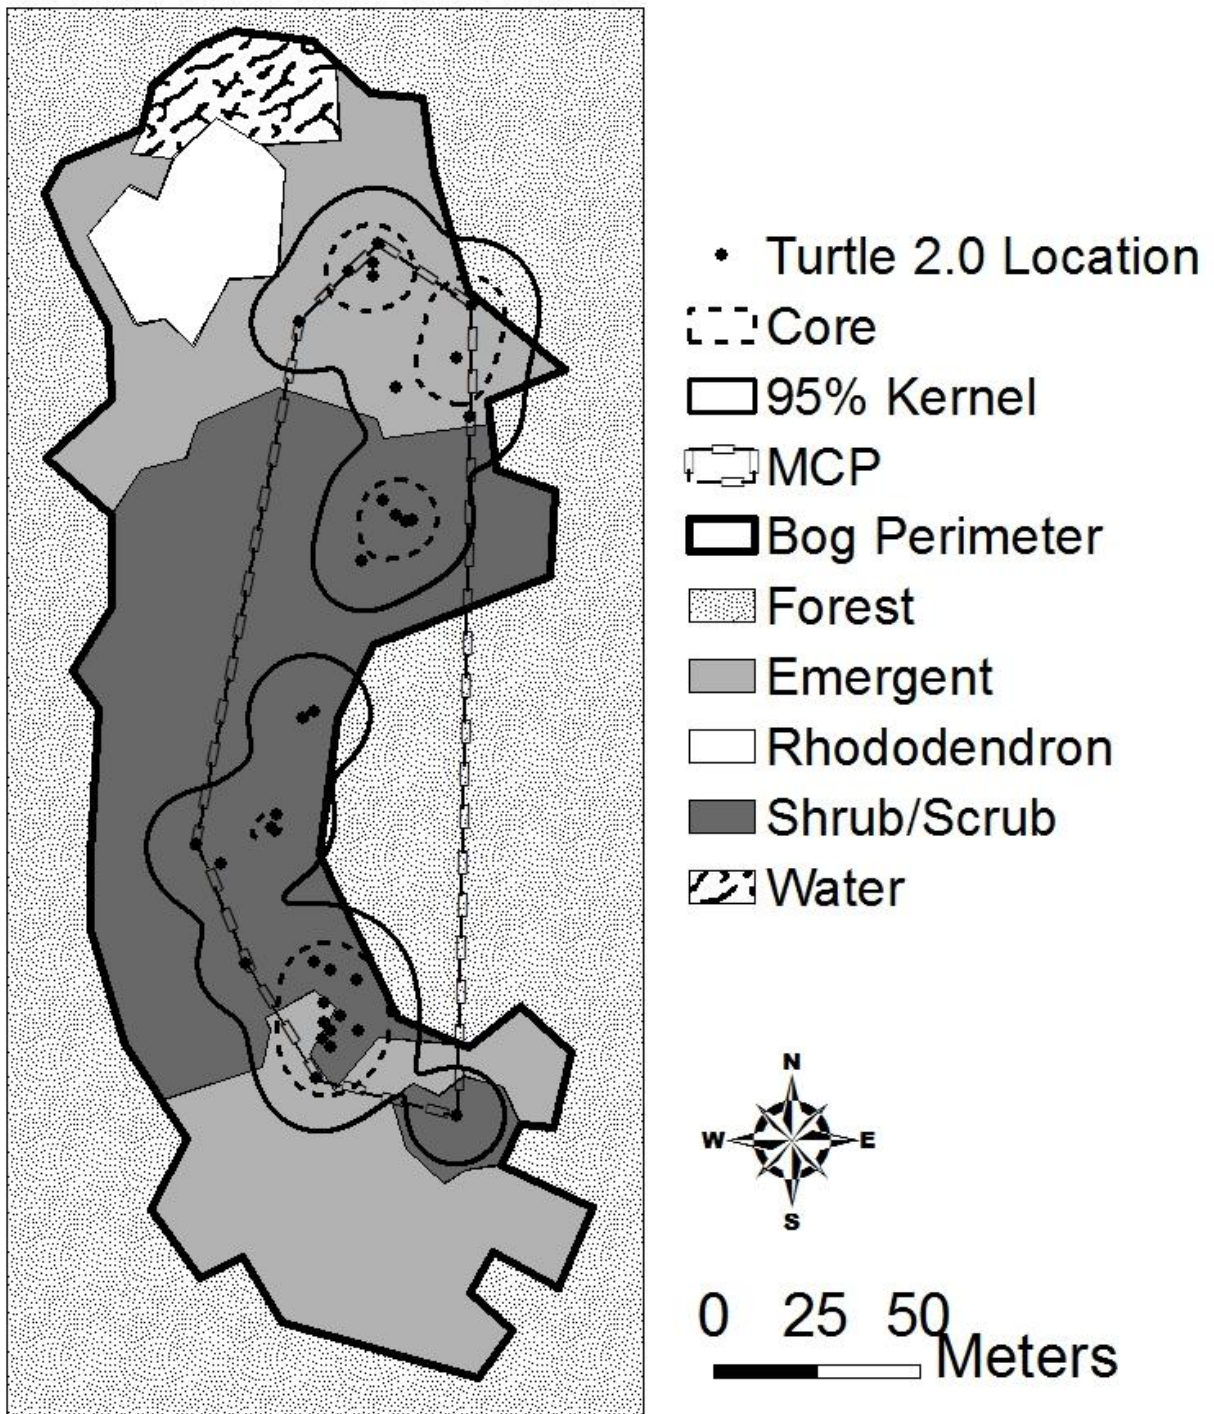 Turtle 2.0 Location
Core
95% Kernel
MCP
Bog Perimeter
Forest
Emergent
Rhododendron
Shrub/Scrub
Water
N
W E
S
0 25 50
Meters